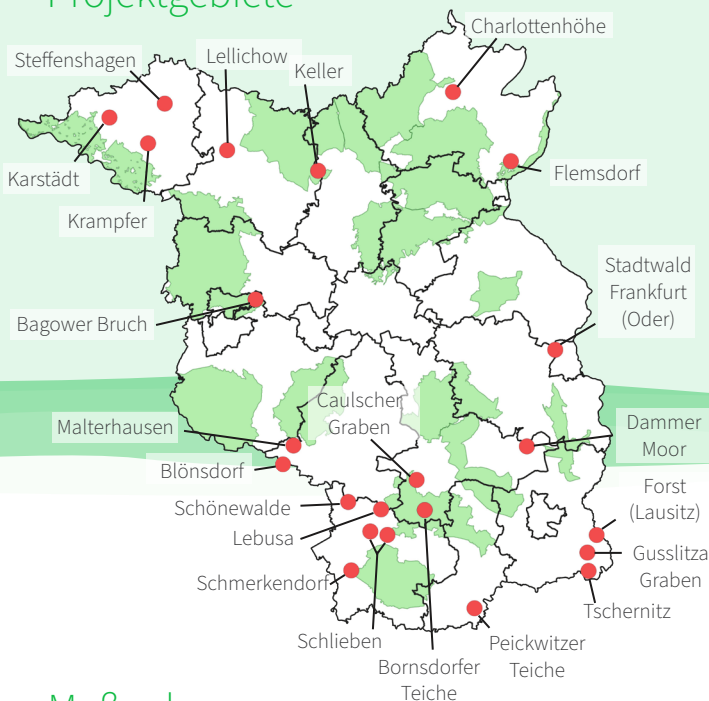 Projektgebiete
Charlottenhöhe
Steffenshagen
Lellichow
Keller
Karstädt
Flemsdorf
Krampfer
Stadtwald
Frankfurt
(Oder)
Bagower Bruch
Caulscher
Graben
Malterhausen
Dammer
Moor
Blönsdorf
Forst
(Lausitz)
Schönewalde
Lebusa
Gusslitza
Graben
Schmerkendorf
Tschernitz
Schlieben
Peickwitzer
Teiche
Bornsdorfer
Teiche